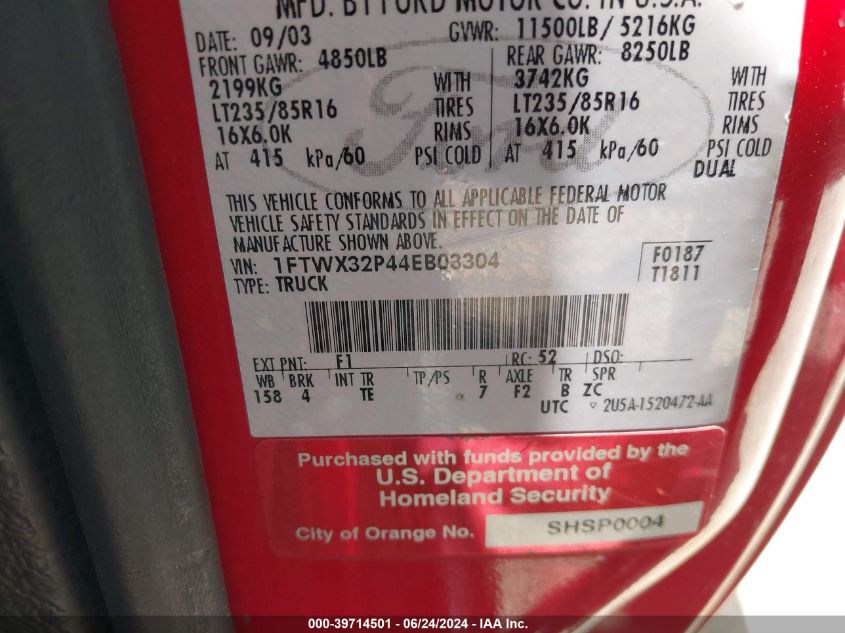 MFD. BY FORD MOTOR CO. IN U.S.A.
DATE: 09/03 GVWR: 11500LB/ 5216KG
FRONT GAWR: 4850LB REAR GAWR: 8250LB
2199KG WITH 3742KG WITH
LT235/85R16 TIRES LT235/85R16 TIRES
16X6.0K RIMS 16X6.0K RIMS
AT 415 kPa/60 PSI COLD AT 415 kPa/60 PSI COLD
DUAL
THIS VEHICLE CONFORMS TO ALL APPLICABLE FEDERAL MOTOR
VEHICLE SAFETY STANDARDS IN EFFECT ON THE DATE OF
MANUFACTURE SHOWN ABOVE.
VIN: 1FTWX32P44EB03304 F0187
TYPE: TRUCK T1811
EXT PNT: F1 RC: 52 DSO:
WB BRK INT TR TP/PS R AXLE TR SPR
158 4 TE 7 F2 B ZC
UTC 2U5A-1520472-AA
Purchased with funds provided by the
U.S. Department of
Homeland Security
City of Orange No. SHSP0004
000-39714501 - 06/24/2024 - IAA Inc.